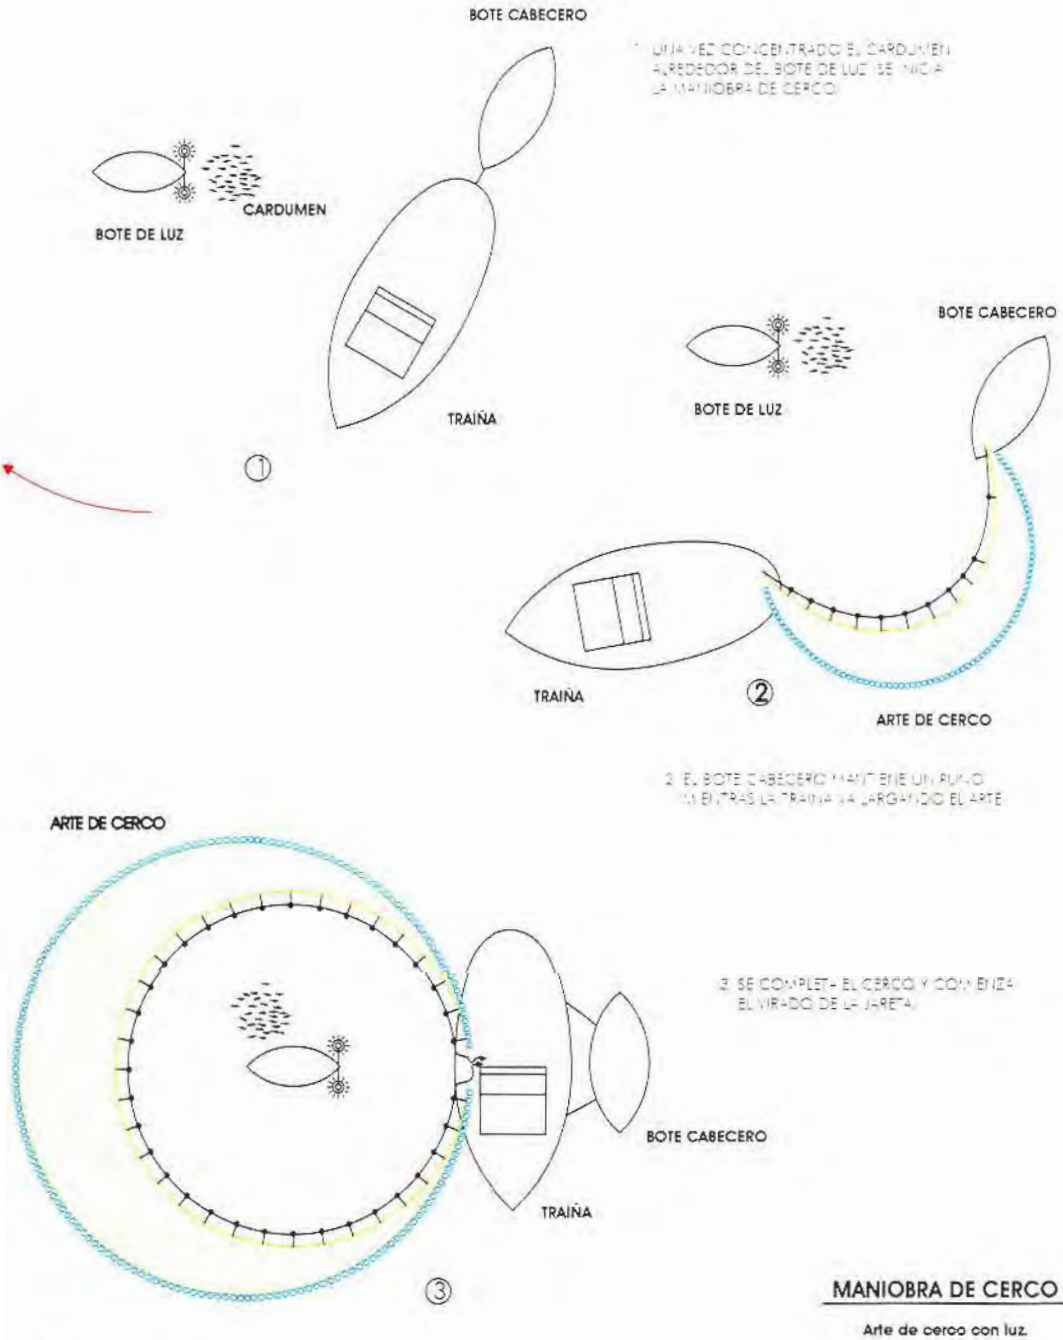 BOTE CABECERO
1. UNA VEZ CONCENTRADO EL CARDUMEN
ALREDEDOR DEL BOTE DE LUZ SE INICIA
LA MANIOBRA DE CERCO
CARDUMEN
BOTE DE LUZ
TRAIÑA
1
BOTE CABECERO
BOTE DE LUZ
TRAIÑA
2
ARTE DE CERCO
2 EL BOTE CABECERO MANTIENE UN
MIENTRAS LA TRAIÑA VA LARGANDO EL ARTE
ARTE DE CERCO
3 SE COMPLETA EL CERCO Y COMIENZA
EL VIRADO DE LA JARETA
BOTE CABECERO
TRAIÑA
3
MANIOBRA DE CERCO
Arte de cerco con luz.